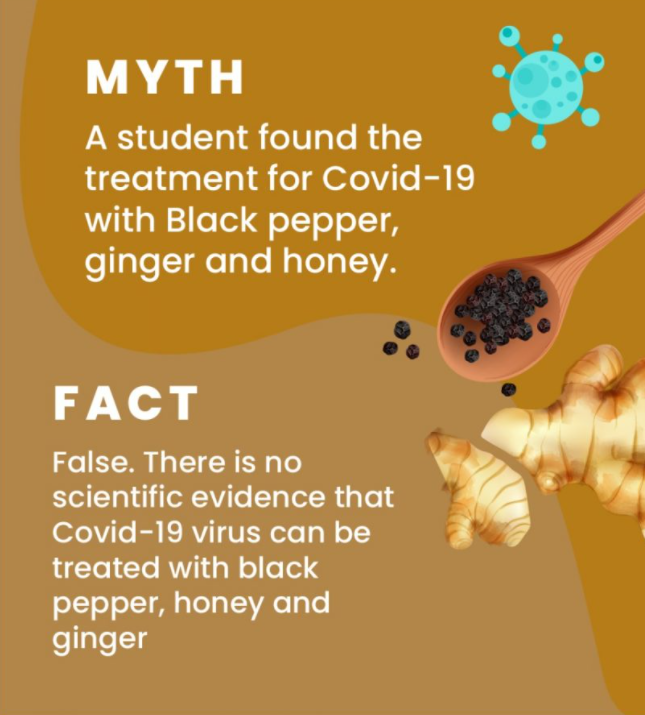 MYTH
A student found the
treatment for Covid-19
with Black pepper,
ginger and honey.
FACT
False. There is no
scientific evidence that
Covid-19 virus can be
treated with black
pepper, honey and
ginger